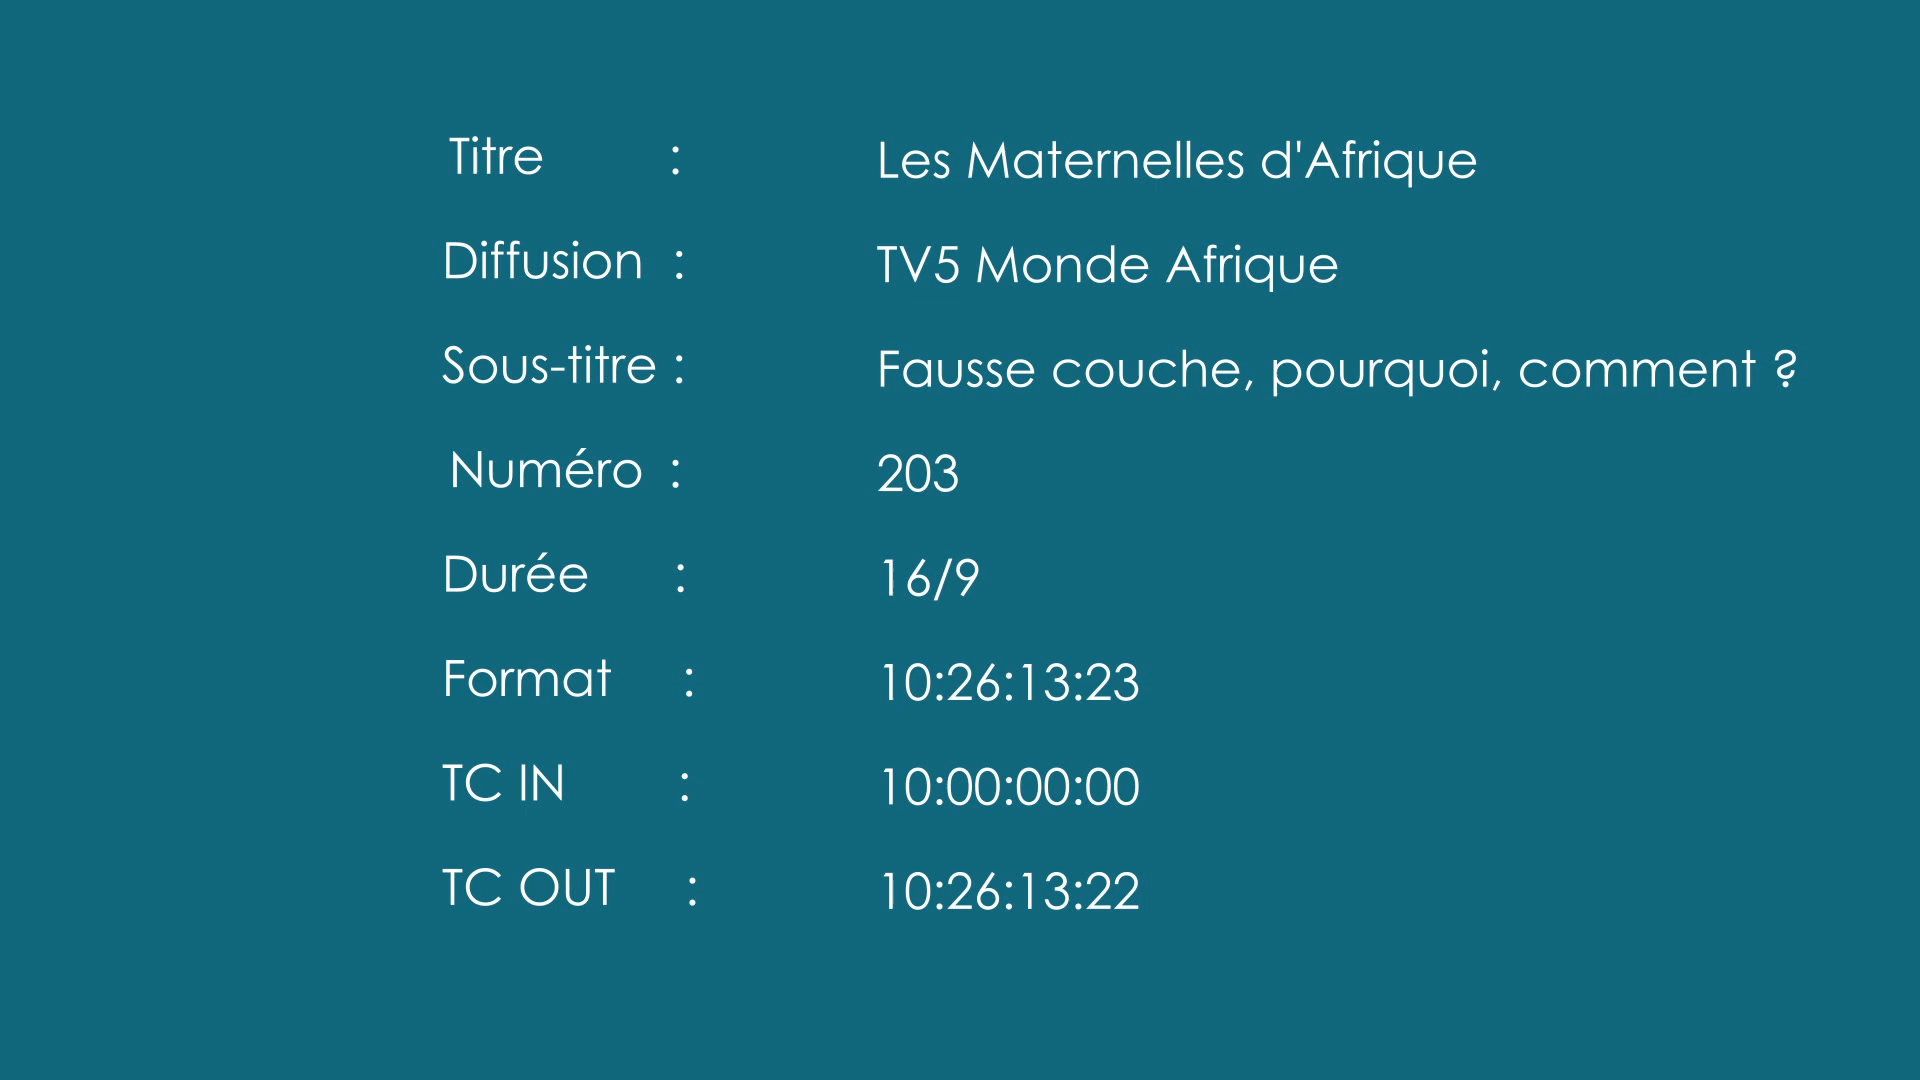 Titre : Les Maternelles d'Afrique
Diffusion : TV5 Monde Afrique
Sous-titre : Fausse couche, pourquoi, comment ?
Numéro : 203
Durée : 16/9
Format : 10:26:13:23
TC IN : 10:00:00:00
TC OUT : 10:26:13:22